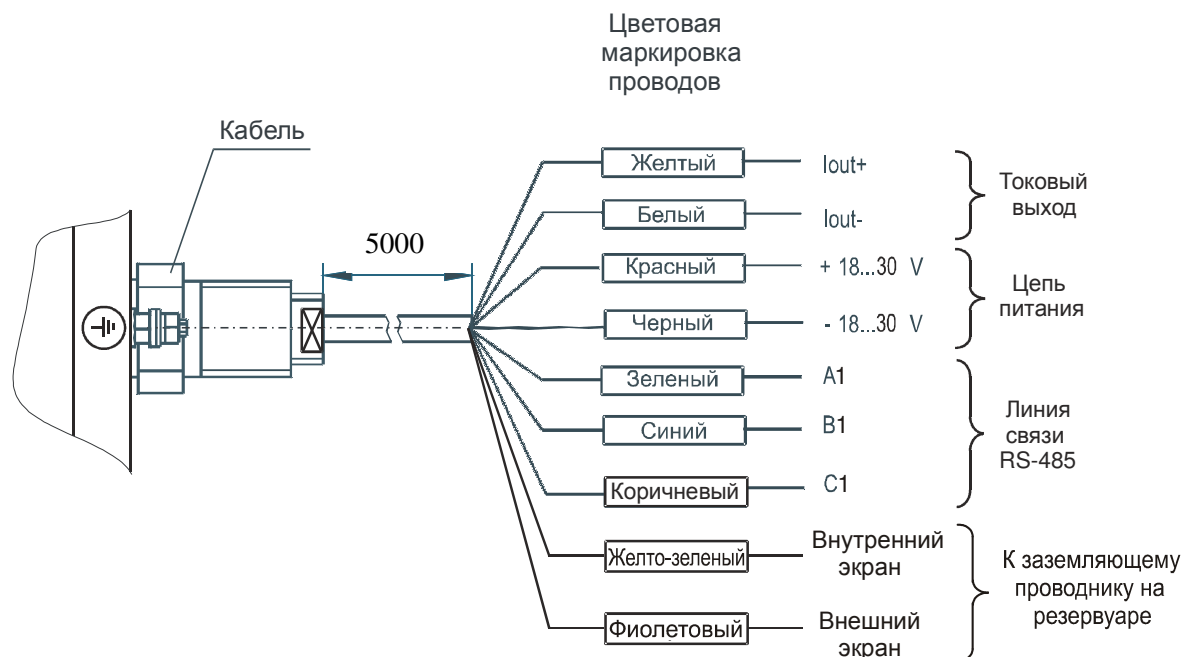 Цветовая
маркировка
проводов
Кабель
5000
Желтый
Iout+
Белый
Iout-
Токовый
выход
Красный
+ 18...30 V
Черный
- 18...30 V
Цепь
питания
Зеленый
A1
Синий
B1
Коричневый
C1
Линия
связи
RS-485
Желто-зеленый
Внутренний
экран
Фиолетовый
Внешний
экран
К заземляющему
проводнику на
резервуаре